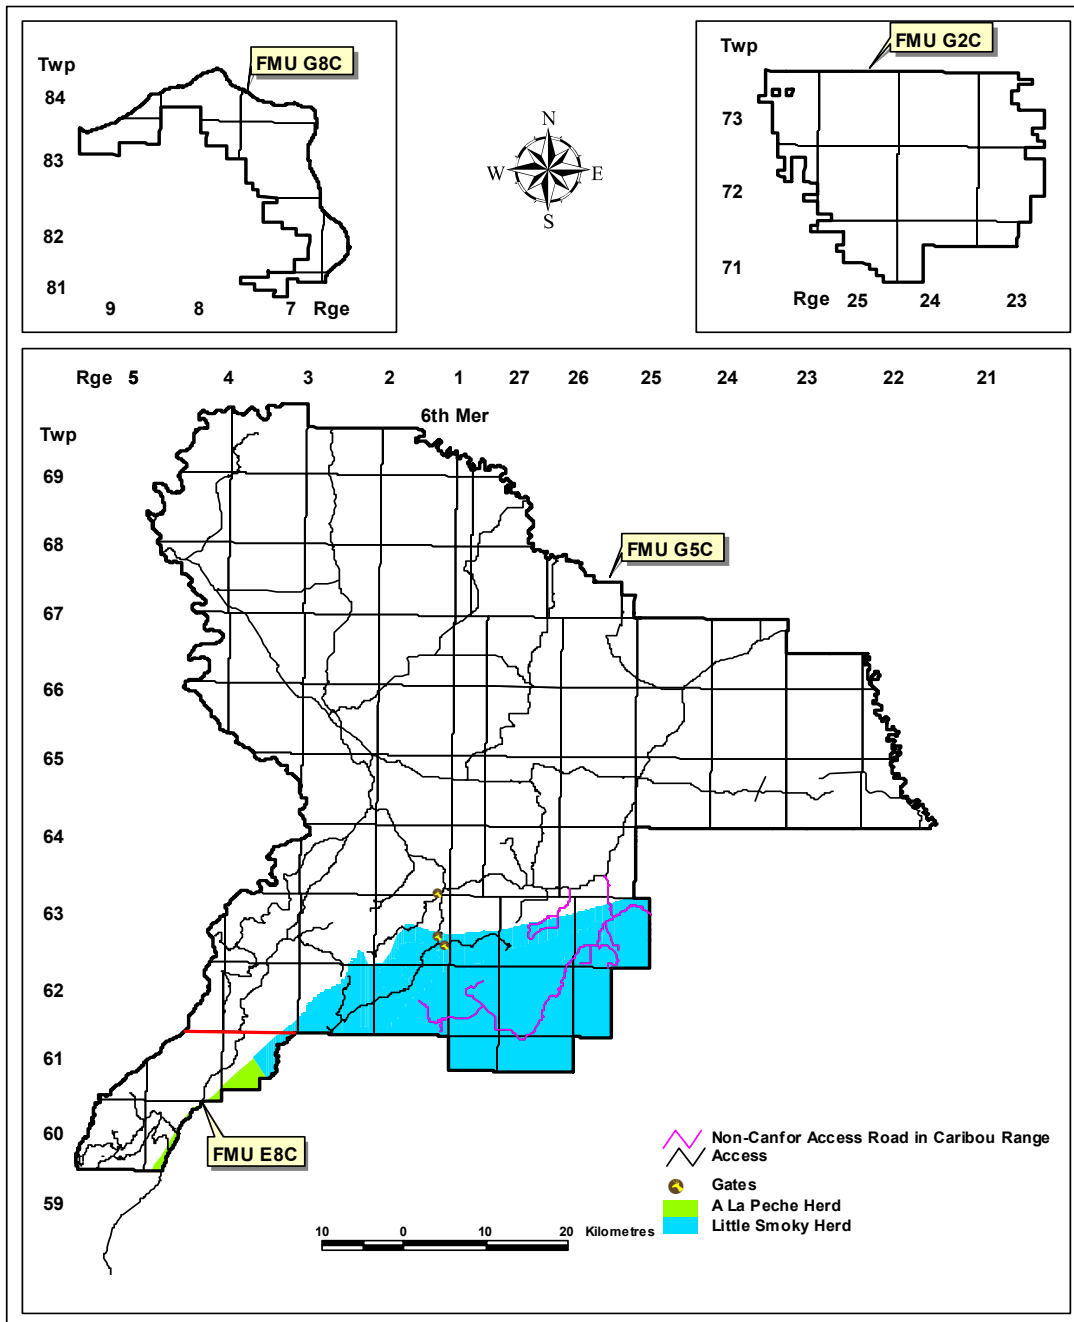 Twp
FMU G8C
84
83
82
81
9 8 7 Rge
N
W E
S
Twp
FMU G2C
73
72
71
Rge 25 24 23
Rge 5 4 3 2 1 27 26 25 24 23 22 21
6th Mer
Twp
69
68
FMU G5C
67
66
65
64
63
62
61
60
FMU E8C
59
Non-Canfor Access Road in Caribou Range
Access
Gates
A La Peche Herd
Little Smoky Herd
10 0 10 20 Kilometres